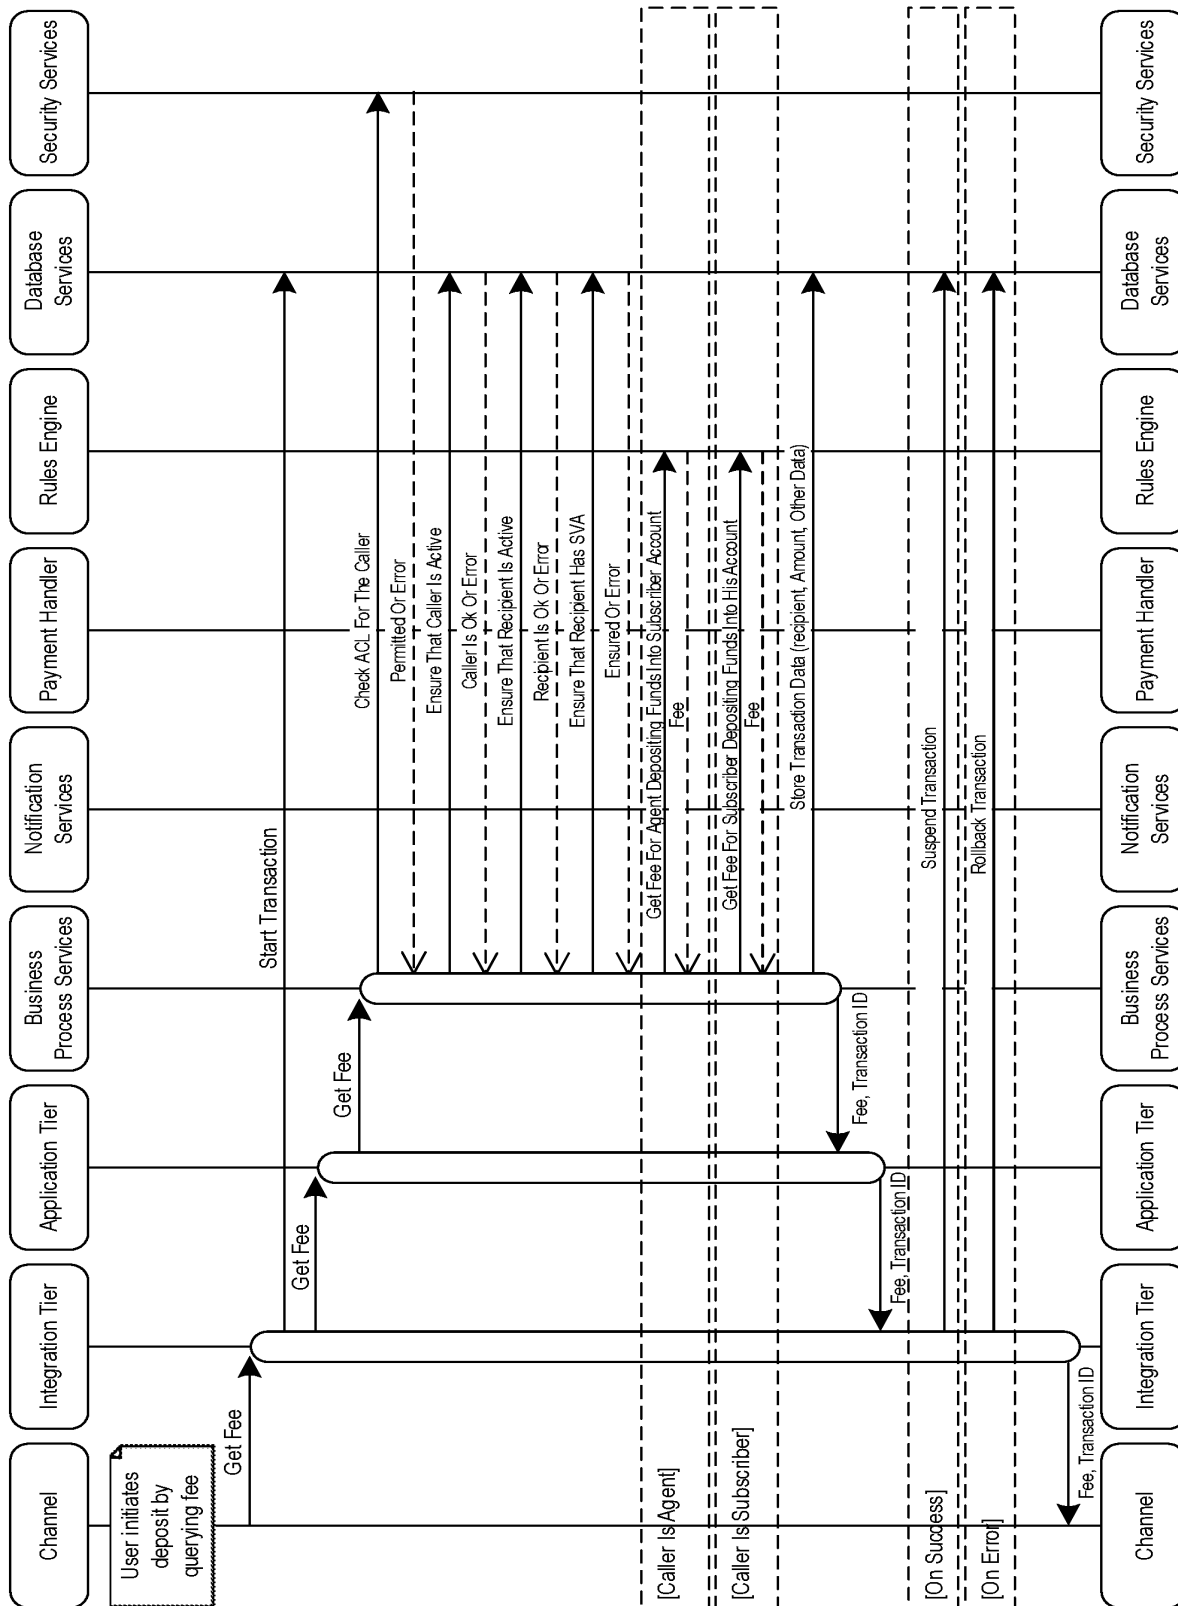 Channel
Integration Tier
Application Tier
Business
Process Services
Notification
Services
Payment Handler
Rules Engine
Database
Services
Security Services
User initiates
deposit by
querying fee
Get Fee
Start Transaction
Get Fee
Get Fee
Check ACL For The Caller
Permitted Or Error
Ensure That Caller Is Active
Caller Is Ok Or Error
Ensure That Recipient Is Active
Recipient Is Ok Or Error
Ensure That Recipient Has SVA
Ensured Or Error
[Caller Is Agent]
Get Fee For Agent Depositing Funds Into Subscriber Account
Fee
[Caller Is Subscriber]
Get Fee For Subscriber Depositing Funds Into His Account
Fee
Store Transaction Data (recipient, Amount, Other Data)
Fee, Transaction ID
Fee, Transaction ID
[On Success]
Suspend Transaction
[On Error]
Rollback Transaction
Fee, Transaction ID
Channel
Integration Tier
Application Tier
Business
Process Services
Notification
Services
Payment Handler
Rules Engine
Database
Services
Security Services